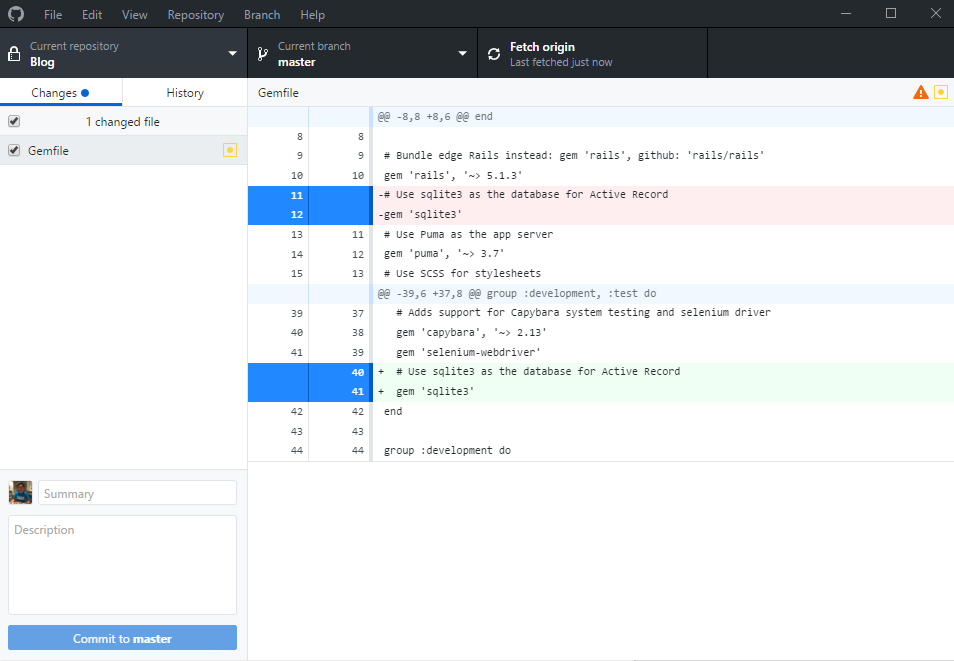 File Edit View Repository Branch Help
Current repository
Blog
Current branch
master
Fetch origin
Last fetched just now
Changes History
1 changed file
Gemfile
Summary
Description
Commit to master
Gemfile
@@ -8,8 +8,6 @@ end
8 8
9 9 # Bundle edge Rails instead: gem 'rails', github: 'rails/rails'
10 10 gem 'rails', '~> 5.1.3'
11 -# Use sqlite3 as the database for Active Record
12 -gem 'sqlite3'
13 11 # Use Puma as the app server
14 12 gem 'puma', '~> 3.7'
15 13 # Use SCSS for stylesheets
@@ -39,6 +37,8 @@ group :development, :test do
39 37 # Adds support for Capybara system testing and selenium driver
40 38 gem 'capybara', '~> 2.13'
41 39 gem 'selenium-webdriver'
40 + # Use sqlite3 as the database for Active Record
41 + gem 'sqlite3'
42 42 end
43 43
44 44 group :development do